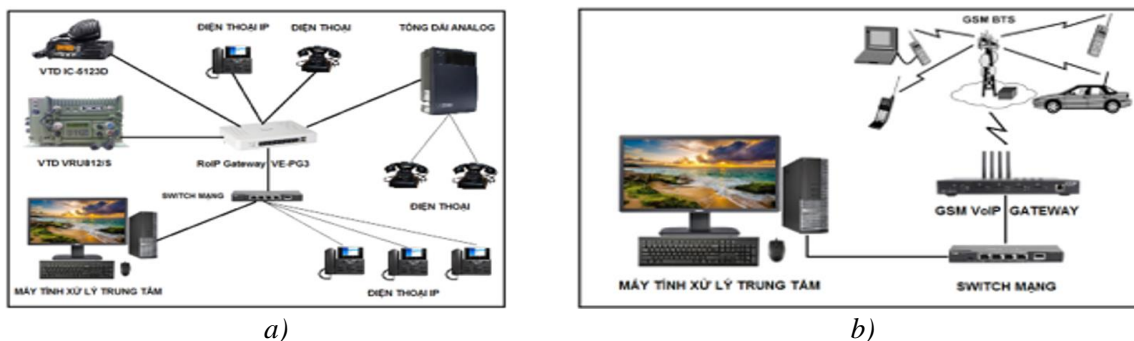 ĐIỆN THOẠI IP
ĐIỆN THOẠI
TỔNG ĐÀI ANALOG
VTD IC-5123D
VTD VRU812/S
RoIP Gateway VE-PG3
SWITCH MẠNG
ĐIỆN THOẠI
MÁY TÍNH XỬ LÝ TRUNG TÂM
ĐIỆN THOẠI IP
a)
GSM BTS
GSM VoIP GATEWAY
MÁY TÍNH XỬ LÝ TRUNG TÂM
SWITCH MẠNG
b)